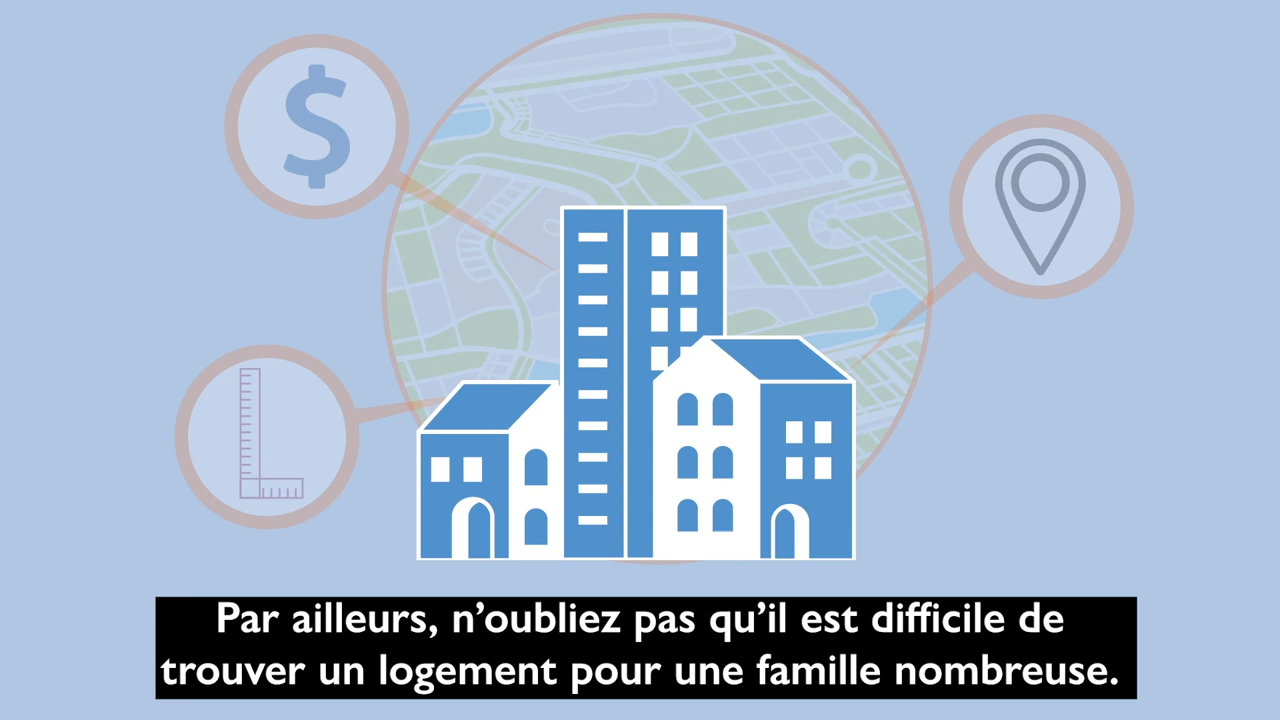 $
Par ailleurs, n’oubliez pas qu’il est difficile de
trouver un logement pour une famille nombreuse.